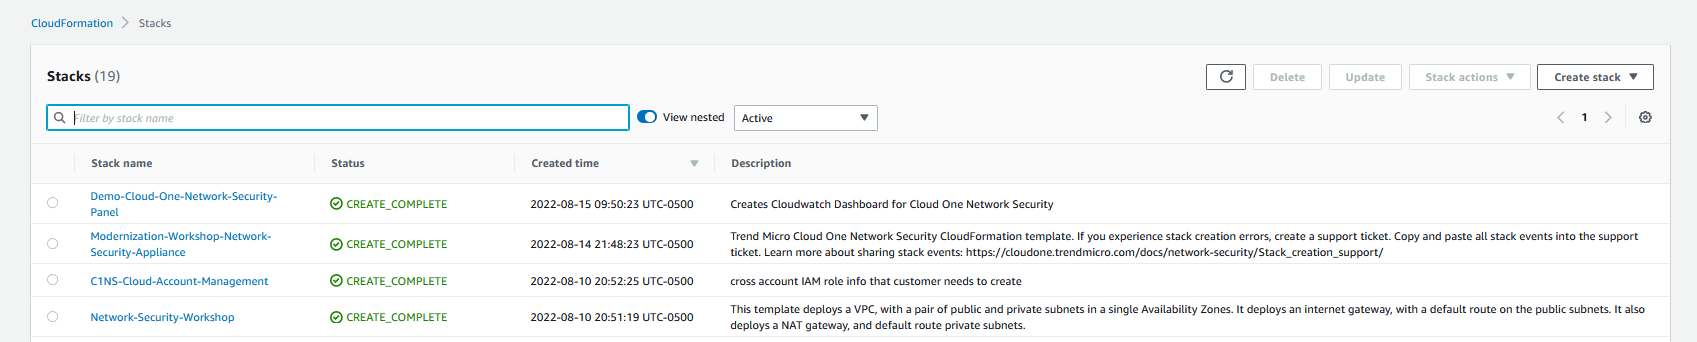 CloudFormation > Stacks
Stacks (19)
Delete
Update
Stack actions
Create stack
Filter by stack name
View nested
Active
1
Stack name
Status
Created time
Description
Demo-Cloud-One-Network-Security-
Panel
CREATE_COMPLETE
2022-08-15 09:50:23 UTC-0500
Creates Cloudwatch Dashboard for Cloud One Network Security
Modernization-Workshop-Network-
Security-Appliance
CREATE_COMPLETE
2022-08-14 21:48:23 UTC-0500
Trend Micro Cloud One Network Security CloudFormation template. If you experience stack creation errors, create a support ticket. Copy and paste all stack events into the support
ticket. Learn more about sharing stack events: https://cloudone.trendmicro.com/docs/network-security/Stack_creation_support/
C1NS-Cloud-Account-Management
CREATE_COMPLETE
2022-08-10 20:52:25 UTC-0500
cross account IAM role info that customer needs to create
Network-Security-Workshop
CREATE_COMPLETE
2022-08-10 20:51:19 UTC-0500
This template deploys a VPC, with a pair of public and private subnets in a single Availability Zones. It deploys an internet gateway, with a default route on the public subnets. It also
deploys a NAT gateway, and default route private subnets.